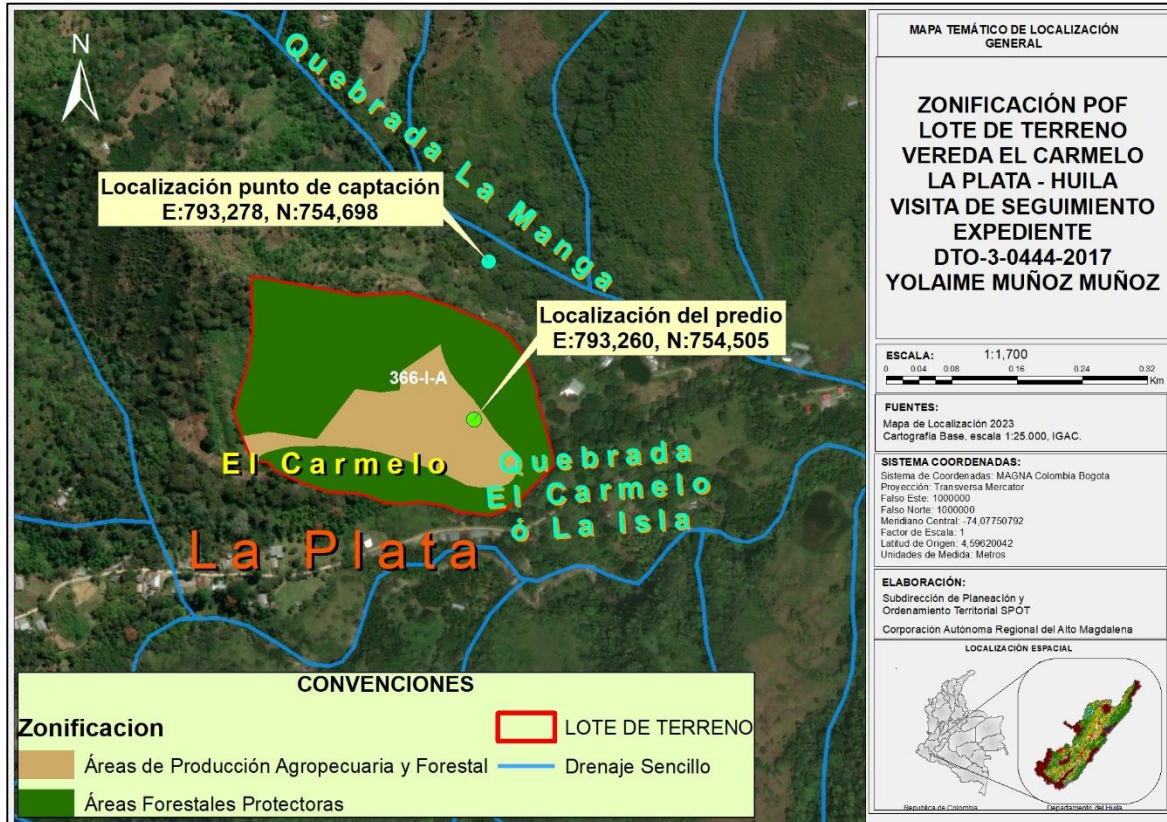 N
Quebrada La Manga
Localización punto de captación
E:793,278, N:754,698
Localización del predio
E:793,260, N:754,505
366-I-A
El Carmelo
Quebrada
El Carmelo
ó La Isla
La Plata
CONVENCIONES
Zonificacion
Áreas de Producción Agropecuaria y Forestal
Áreas Forestales Protectoras
LOTE DE TERRENO
Drenaje Sencillo
MAPA TEMÁTICO DE LOCALIZACIÓN
GENERAL
ZONIFICACIÓN POF
LOTE DE TERRENO
VEREDA EL CARMELO
LA PLATA - HUILA
VISITA DE SEGUIMIENTO
EXPEDIENTE
DTO-3-0444-2017
YOLAIME MUÑOZ MUÑOZ
ESCALA: 1:1,700
0 0.04 0.08 0.16 0.24 0.32
Km
FUENTES:
Mapa de Localización 2023
Cartografía Base, escala 1:25.000, IGAC.
SISTEMA COORDENADAS:
Sistema de Coordenadas: MAGNA Colombia Bogota
Proyección: Transversa Mercator
Falso Este: 1000000
Falso Norte: 1000000
Meridiano Central: -74,07750792
Factor de Escala: 1
Latitud de Origen: 4,59620042
Unidades de Medida: Metros
ELABORACIÓN:
Subdirección de Planeación y
Ordenamiento Territorial SPOT
Corporación Autónoma Regional del Alto Magdalena
LOCALIZACIÓN ESPACIAL
Republica de Colombia
Departamento del Huila